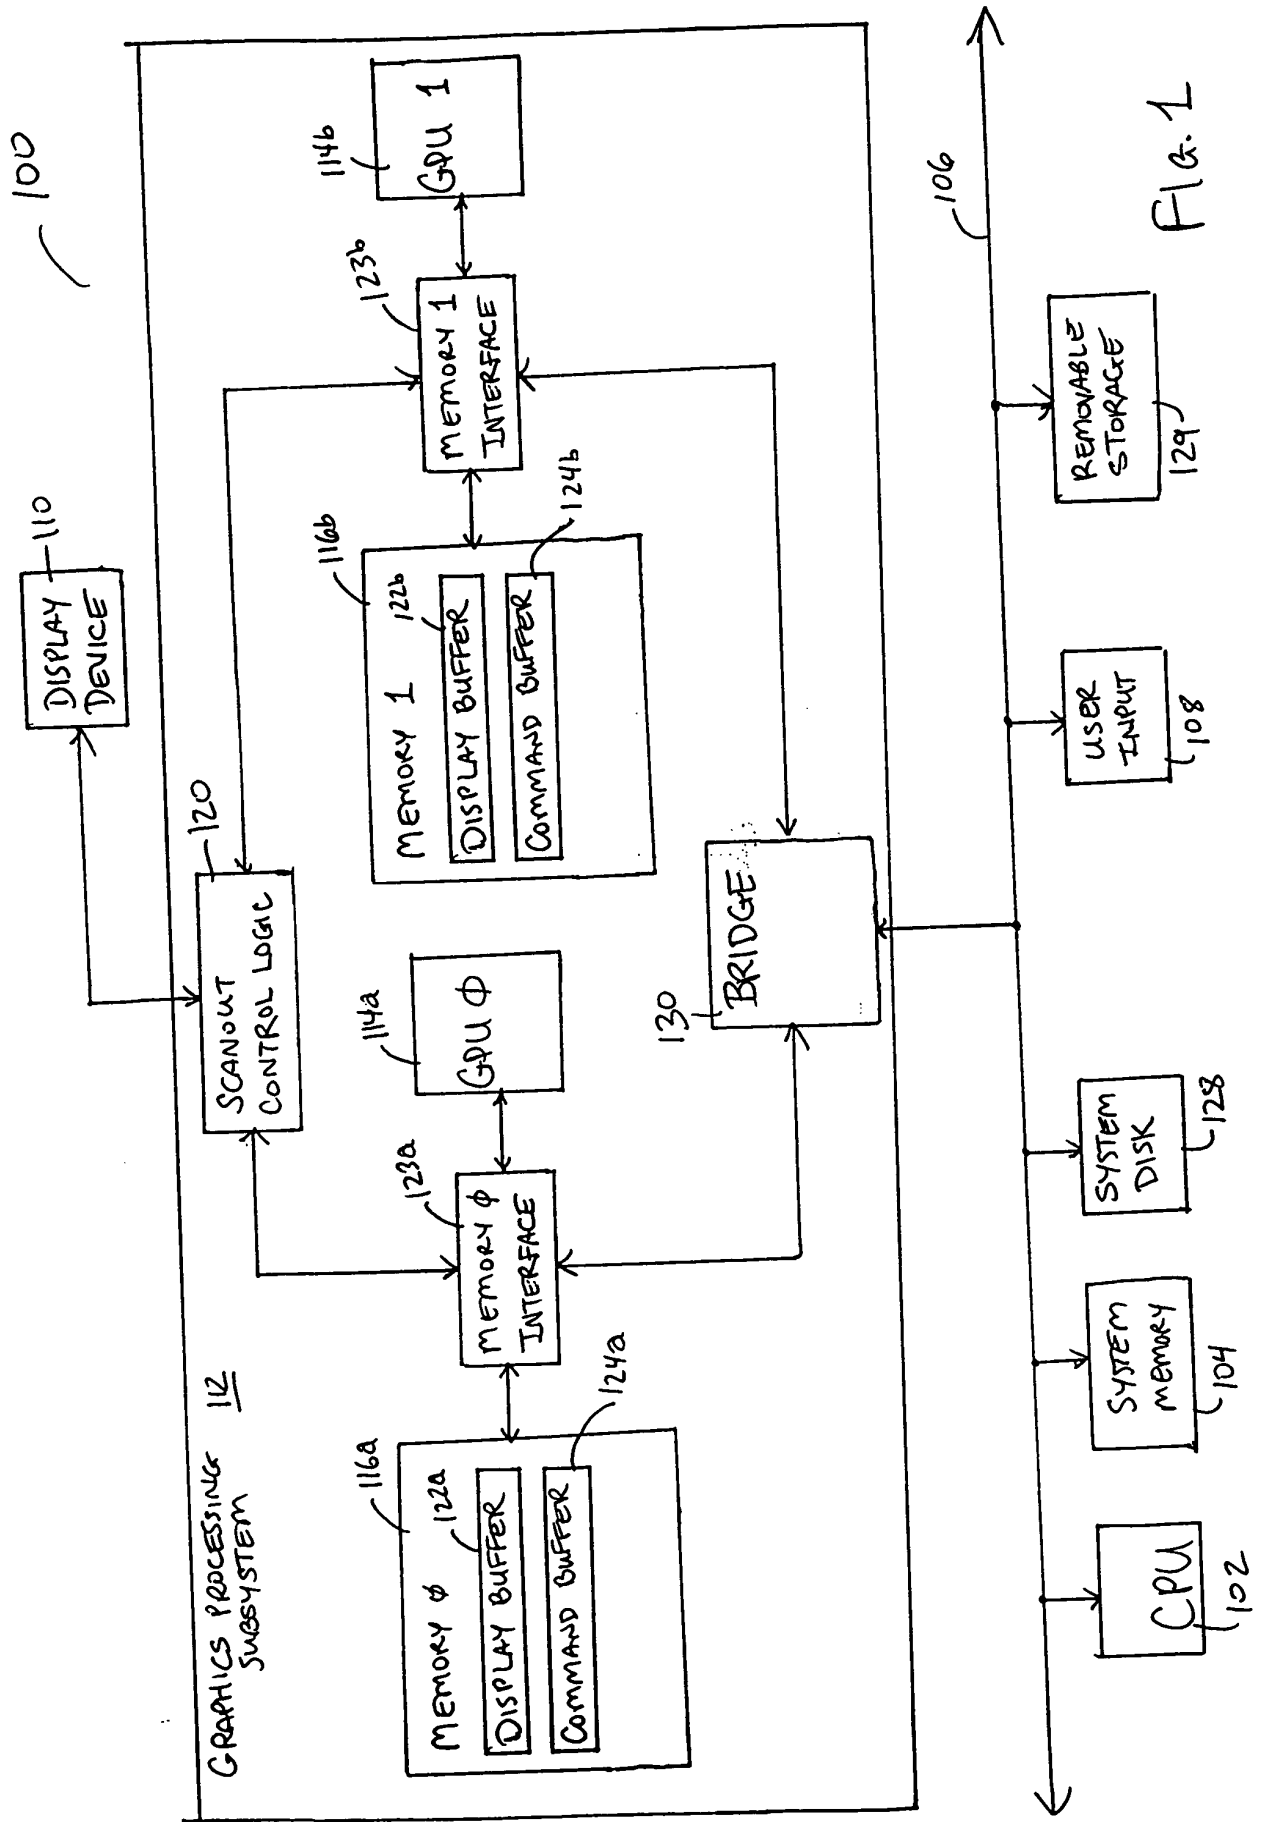 100
DISPLAY
DEVICE
110
GRAPHICS PROCESSING 112
SUBSYSTEM
SCANOUT
CONTROL LOGIC
120
116a
MEMORY φ
122a
DISPLAY BUFFER
COMMAND BUFFER
124a
MEMORY φ
INTERFACE
123a
114a
GPU φ
116b
MEMORY 1
122b
DISPLAY BUFFER
COMMAND BUFFER
124b
MEMORY 1
INTERFACE
123b
114b
GPU 1
130
BRIDGE
106
CPU
102
SYSTEM
MEMORY
104
SYSTEM
DISK
128
USER
INPUT
108
REMOVABLE
STORAGE
129
FIG. 1